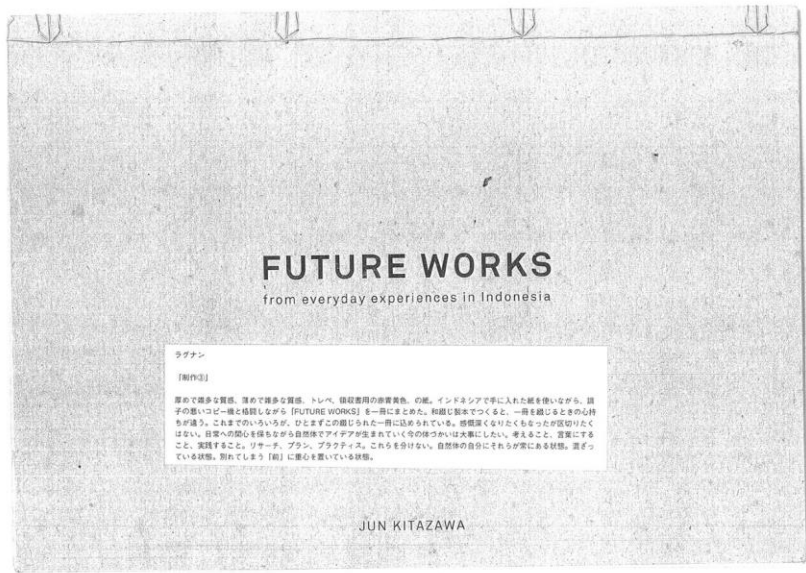 FUTURE WORKS
from everyday experiences in Indonesia
ラグナン
『制作③』
厚めで雑多な質感、薄めで雑多な質感、トレペ、領収書用の赤青黄色、の紙。インドネシアで手に入れた紙を使いながら、調
子の悪いコピー機と格闘しながら『FUTURE WORKS』を一冊にまとめた。和綴じ製本でつくると、一冊を綴じるときの心持
ちが違う。これまでのいろいろが、ひとまずこの綴じられた一冊に込められている。感慨深くなりたくもなったが区切りたく
はない。日常への関心を保ちながら自然体でアイデアが生まれていく今の体づかいは大事にしたい。考えること、言葉にする
こと、実践すること。リサーチ、プラン、プラクティス。これらを分けない。自然体の自分にそれらが常にある状態。混ざっ
ている状態。別れてしまう『前』に重心を置いている状態。
JUN KITAZAWA